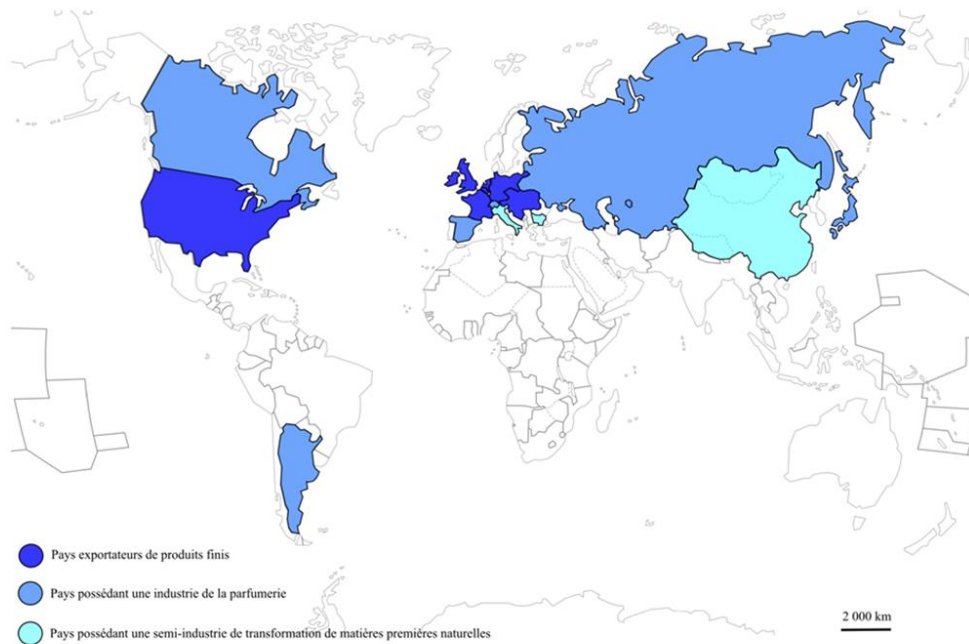 Pays exportateurs de produits finis
Pays possédant une industrie de la parfumerie
2 000 km
Pays possédant une semi-industrie de transformation de matières premières naturelles